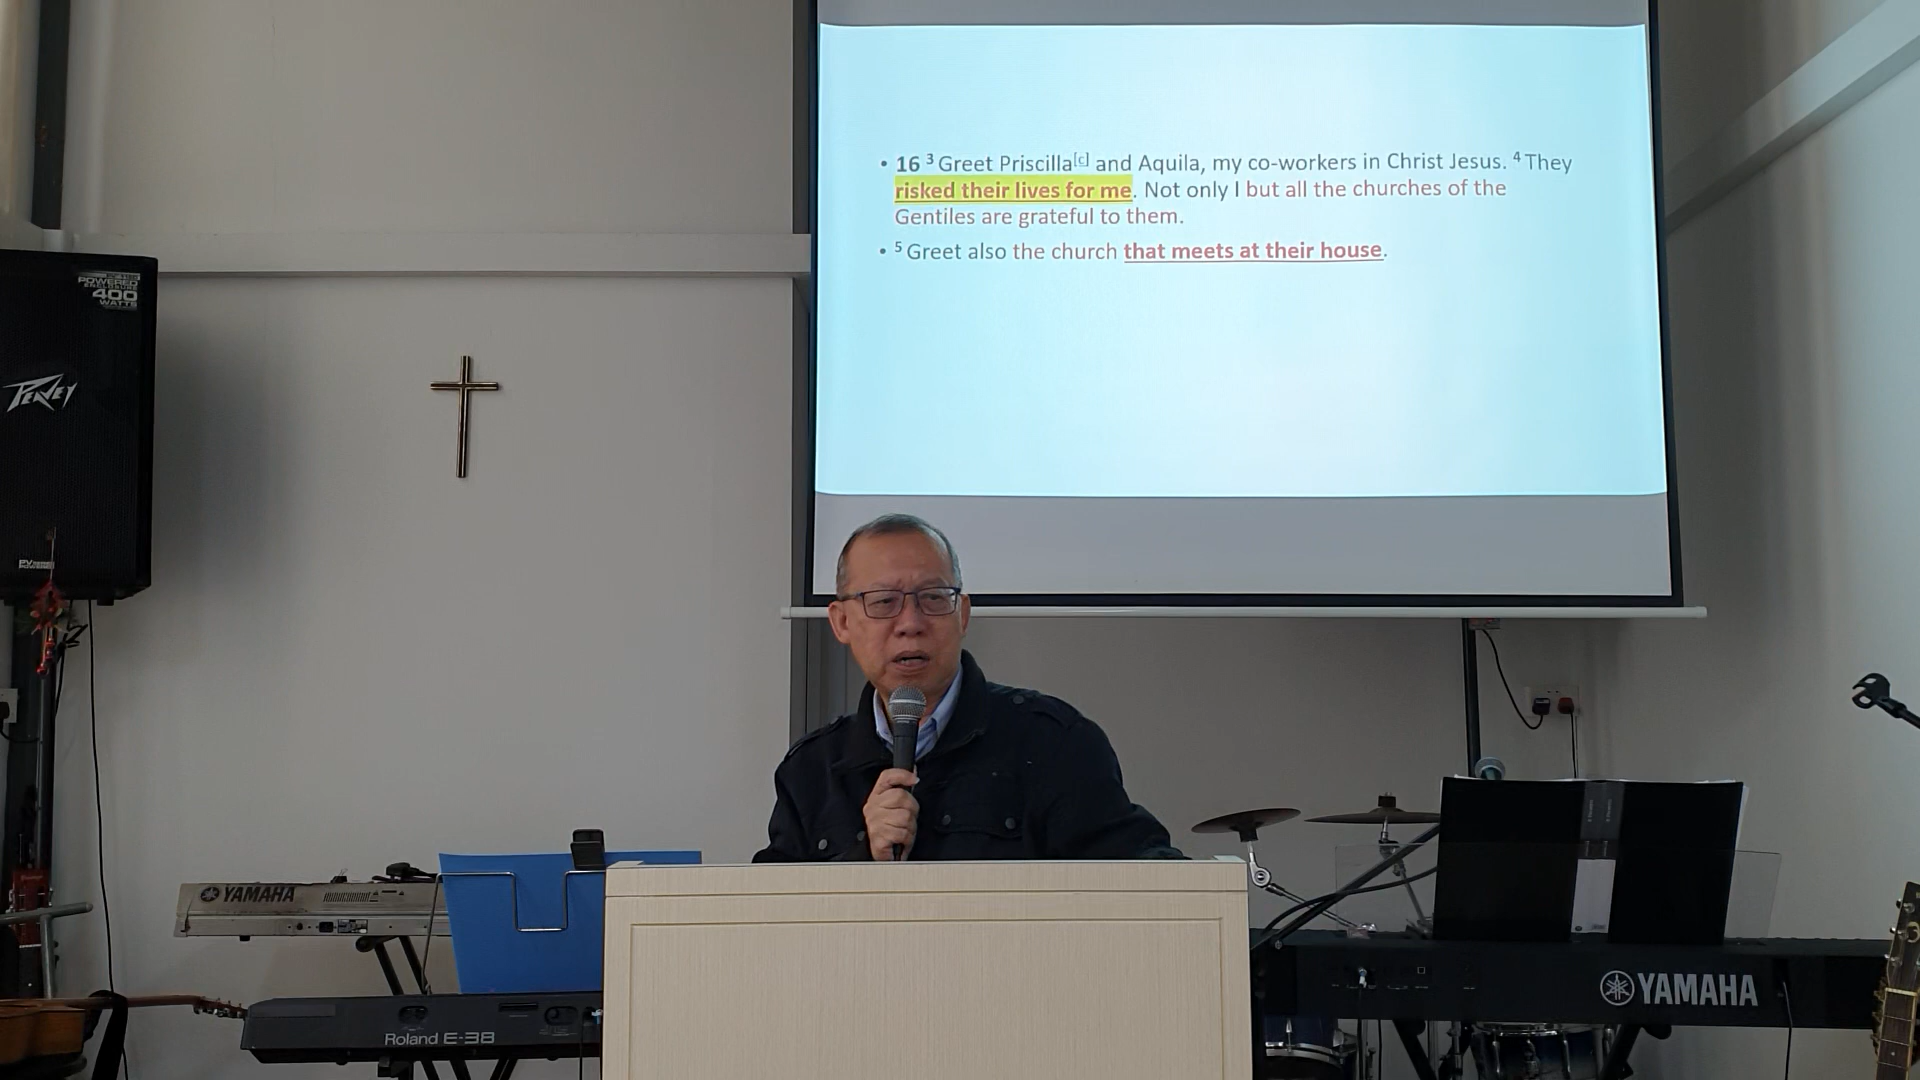 • 16 ³ Greet Priscilla[c] and Aquila, my co-workers in Christ Jesus. ⁴ They
risked their lives for me. Not only I but all the churches of the
Gentiles are grateful to them.
• ⁵ Greet also the church that meets at their house.
POWERED
400
WATTS
PEAVEY
YAMAHA
Roland E-38
YAMAHA